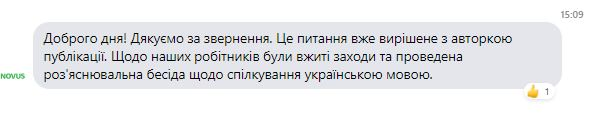 15:09
Доброго дня! Дякуємо за звернення. Це питання вже вирішене з авторкою
публікації. Щодо наших робітників були вжиті заходи та проведена
роз'яснювальна бесіда щодо спілкування українською мовою.
NOVUS
1